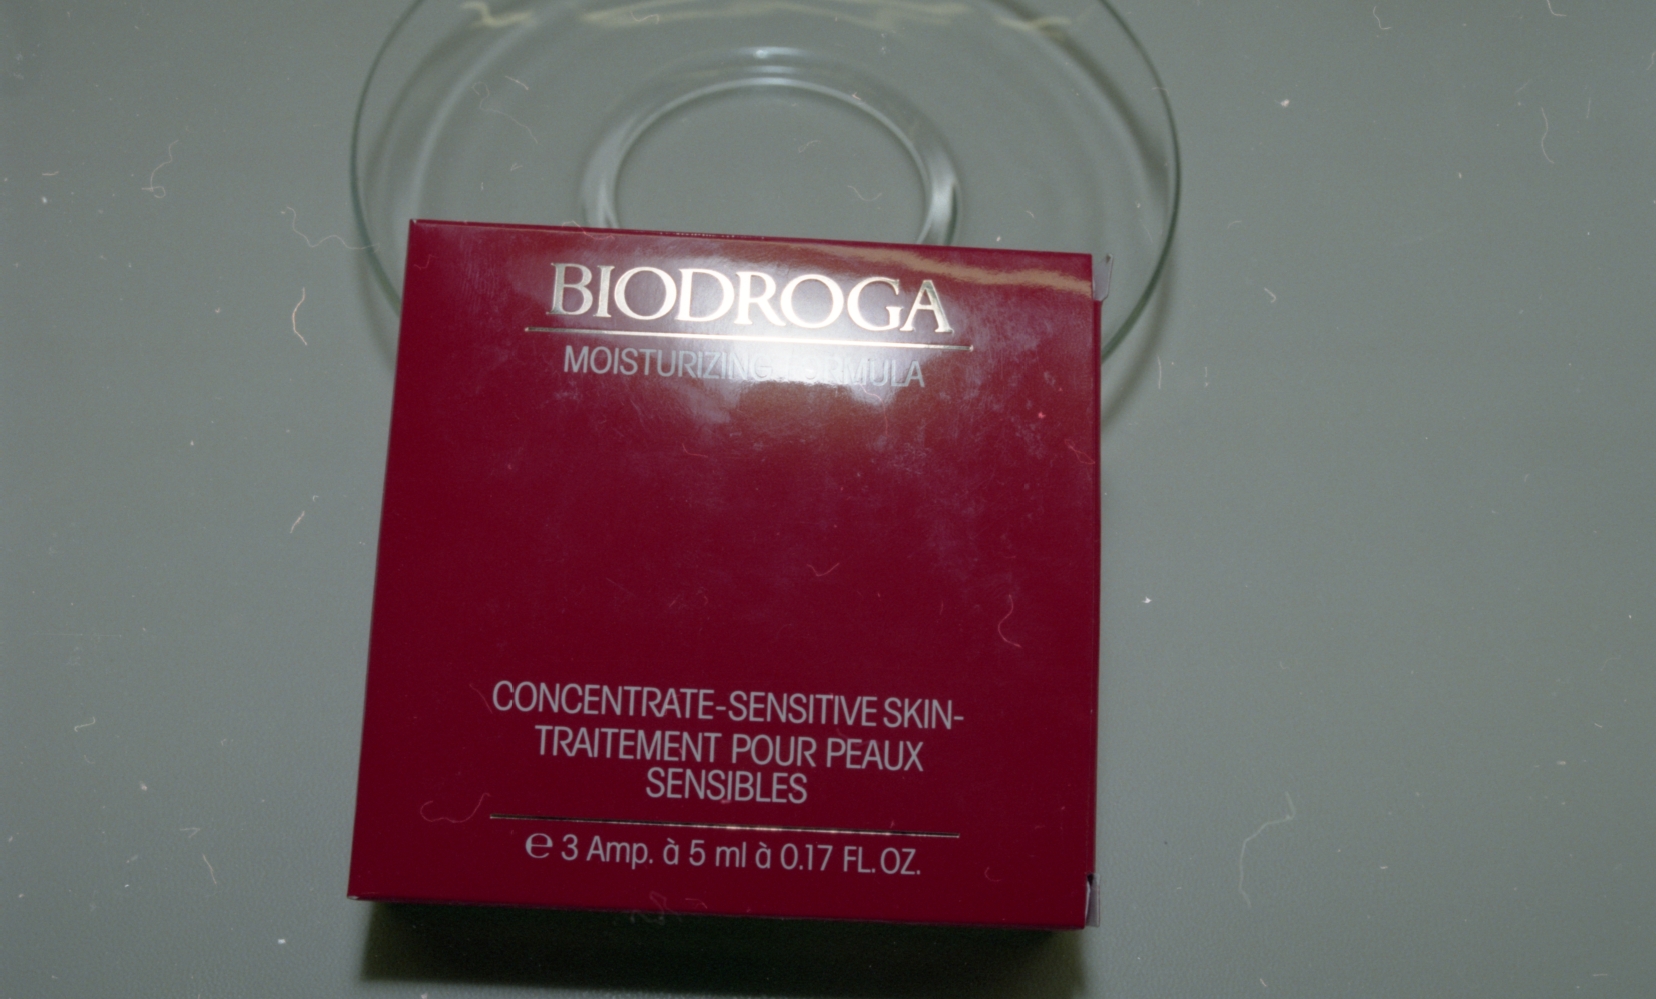 BIODROGA
MOISTURIZING FORMULA
CONCENTRATE-SENSITIVE SKIN-
TRAITEMENT POUR PEAUX
SENSIBLES
℮ 3 Amp. à 5 ml à 0.17 FL.OZ.